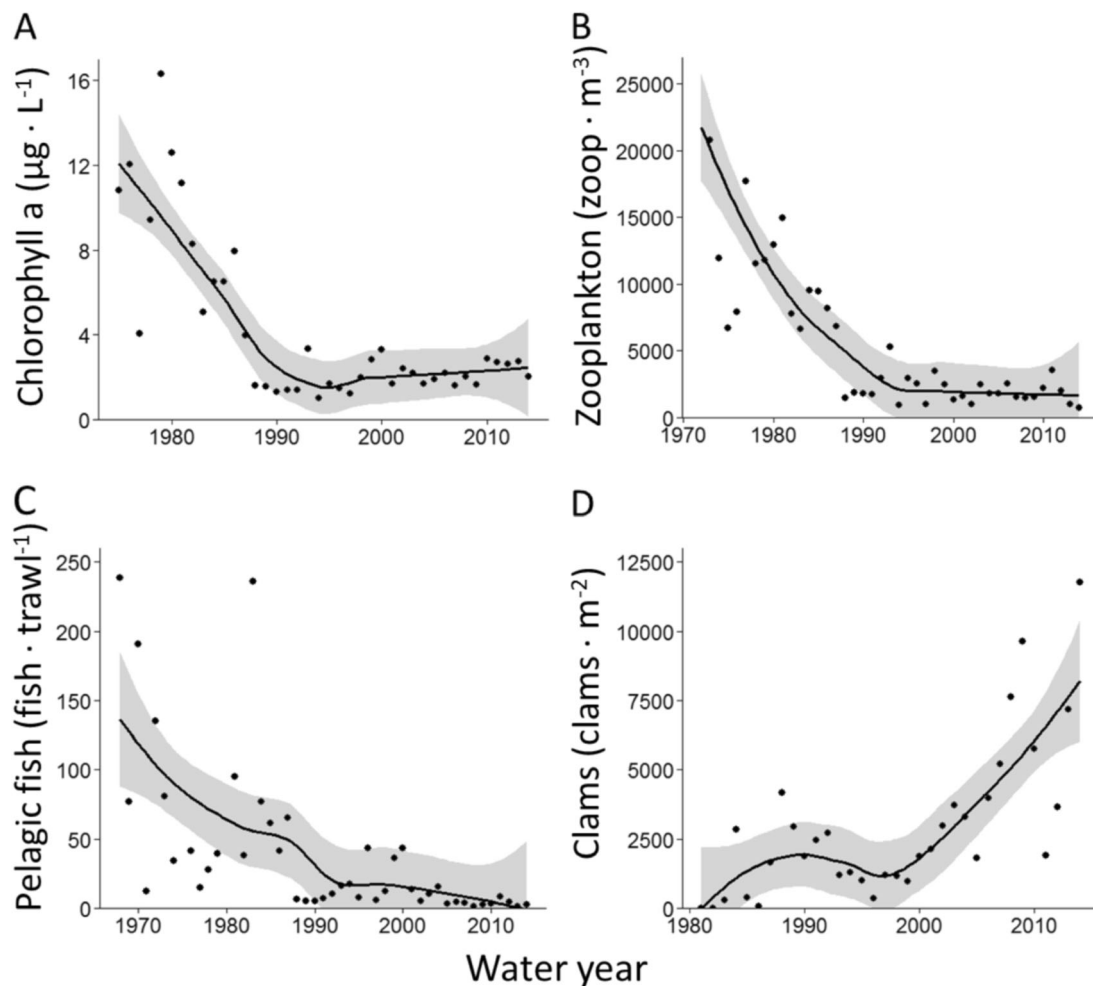 A
Chlorophyll a (µg · L⁻¹)
16
12
8
4
0
1980 1990 2000 2010
B
Zooplankton (zoop · m⁻³)
25000
20000
15000
10000
5000
0
1970 1980 1990 2000 2010
C
Pelagic fish (fish · trawl⁻¹)
250
200
150
100
50
0
1970 1980 1990 2000 2010
D
Clams (clams · m⁻²)
12500
10000
7500
5000
2500
0
1980 1990 2000 2010
Water year